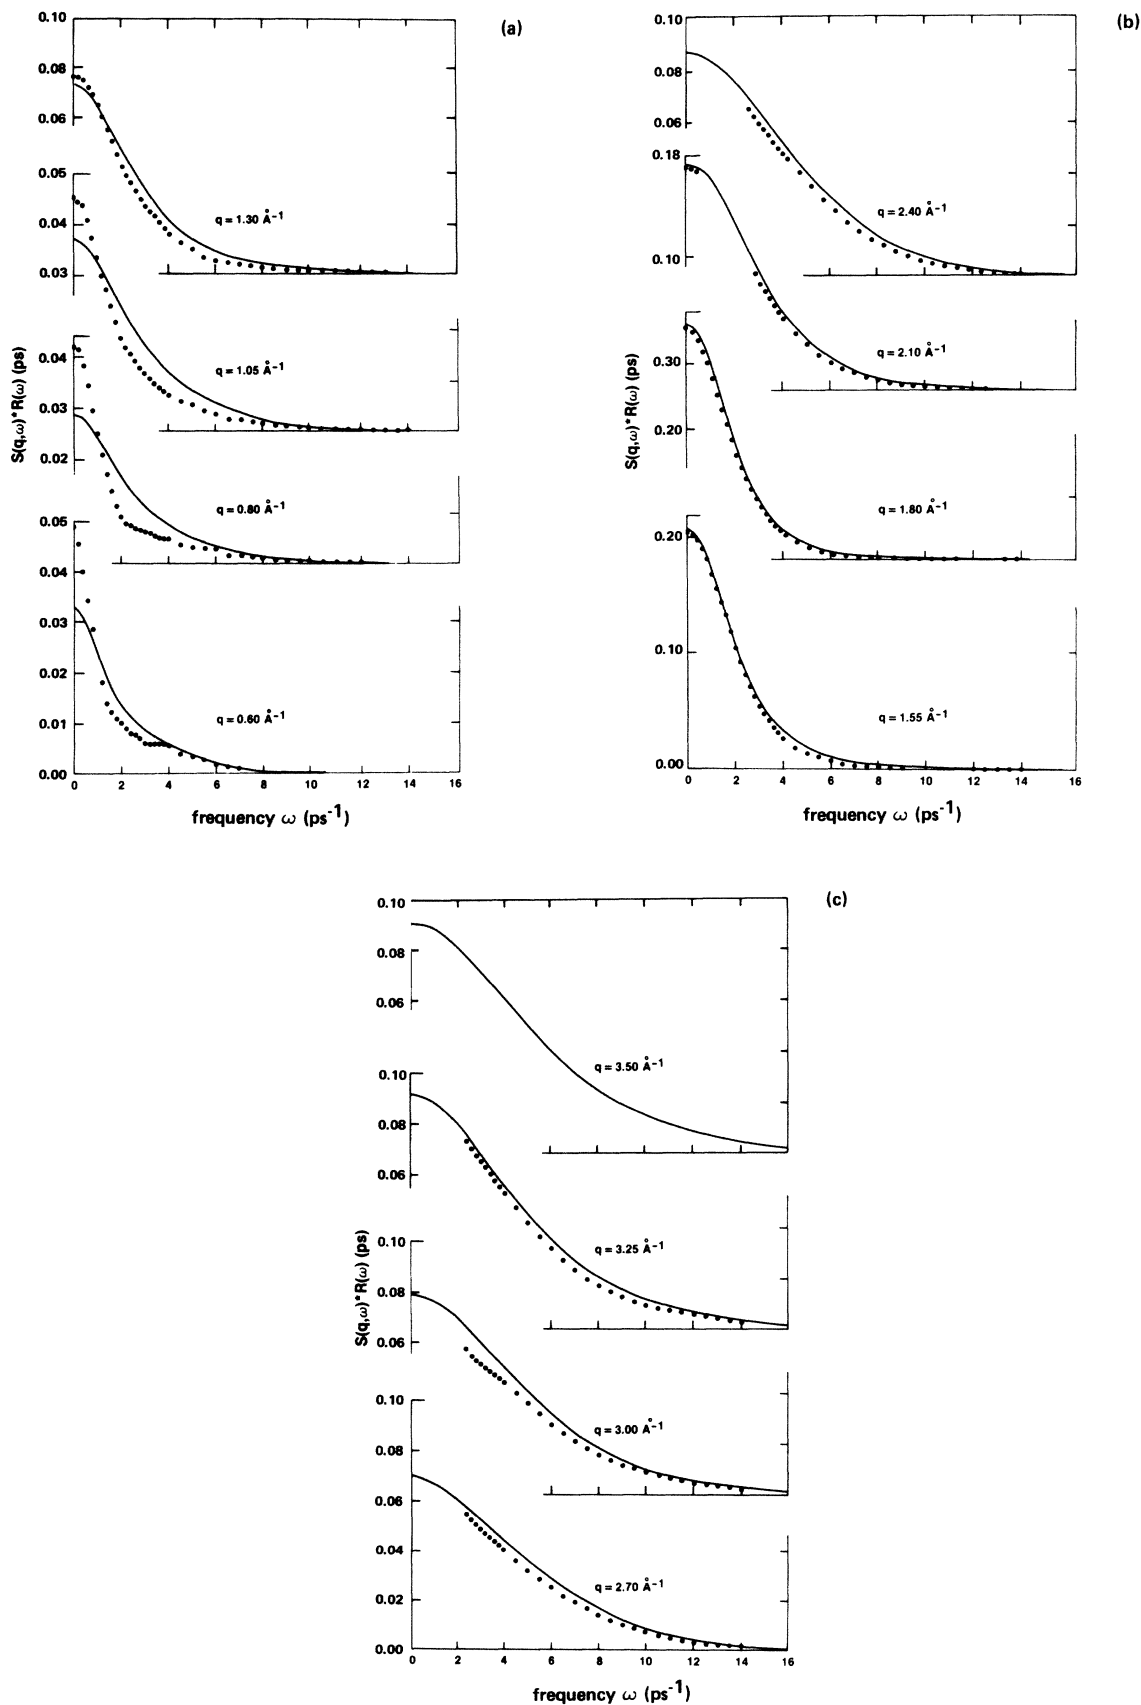 (a)
0.10
0.08
0.06
0.05
0.04
0.03
0.04
0.03
0.02
0.05
0.04
0.03
0.02
0.01
0.00
S(q,ω)*R(ω) (ps)
q = 1.30 Å⁻¹
q = 1.05 Å⁻¹
q = 0.80 Å⁻¹
q = 0.60 Å⁻¹
0 2 4 6 8 10 12 14 16
frequency ω (ps⁻¹)
(b)
0.10
0.08
0.06
0.18
0.10
0.30
0.20
0.20
0.10
0.00
S(q,ω)*R(ω) (ps)
q = 2.40 Å⁻¹
q = 2.10 Å⁻¹
q = 1.80 Å⁻¹
q = 1.55 Å⁻¹
0 2 4 6 8 10 12 14 16
frequency ω (ps⁻¹)
(c)
0.10
0.08
0.06
0.10
0.08
0.06
0.10
0.08
0.06
0.10
0.08
0.06
0.04
0.02
0.00
S(q,ω)*R(ω) (ps)
q = 3.50 Å⁻¹
q = 3.25 Å⁻¹
q = 3.00 Å⁻¹
q = 2.70 Å⁻¹
0 2 4 6 8 10 12 14 16
frequency ω (ps⁻¹)